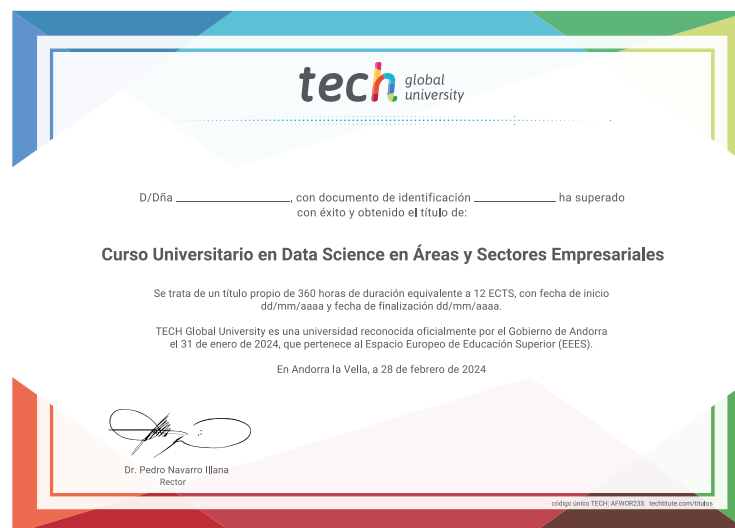 tech global
university
D/Dña ____________________, con documento de identificación ______________ ha superado
con éxito y obtenido el título de:
Curso Universitario en Data Science en Áreas y Sectores Empresariales
Se trata de un título propio de 360 horas de duración equivalente a 12 ECTS, con fecha de inicio
dd/mm/aaaa y fecha de finalización dd/mm/aaaa.
TECH Global University es una universidad reconocida oficialmente por el Gobierno de Andorra
el 31 de enero de 2024, que pertenece al Espacio Europeo de Educación Superior (EEES).
En Andorra la Vella, a 28 de febrero de 2024
Dr. Pedro Navarro Illana
Rector
código único TECH: AFWOR23S techtitute.com/titulos